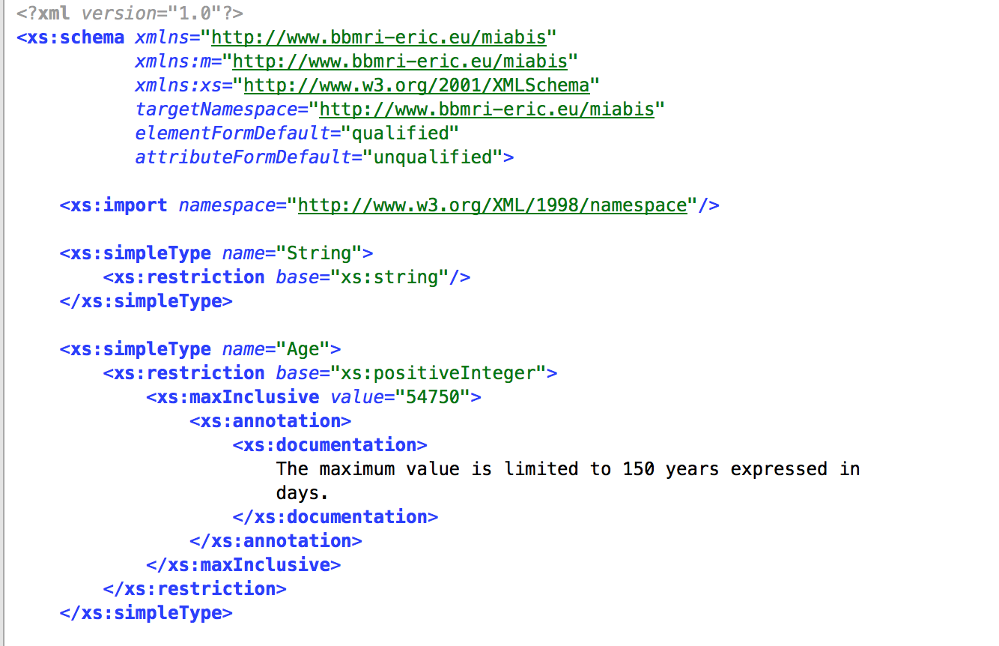 <?xml version="1.0"?>
<xs:schema xmlns="http://www.bbmri-eric.eu/miabis"
           xmlns:m="http://www.bbmri-eric.eu/miabis"
           xmlns:xs="http://www.w3.org/2001/XMLSchema"
           targetNamespace="http://www.bbmri-eric.eu/miabis"
           elementFormDefault="qualified"
           attributeFormDefault="unqualified">
    <xs:import namespace="http://www.w3.org/XML/1998/namespace"/>
    <xs:simpleType name="String">
        <xs:restriction base="xs:string"/>
    </xs:simpleType>
    <xs:simpleType name="Age">
        <xs:restriction base="xs:positiveInteger">
            <xs:maxInclusive value="54750">
                <xs:annotation>
                    <xs:documentation>
                        The maximum value is limited to 150 years expressed in
                        days.
                    </xs:documentation>
                </xs:annotation>
            </xs:maxInclusive>
        </xs:restriction>
    </xs:simpleType>